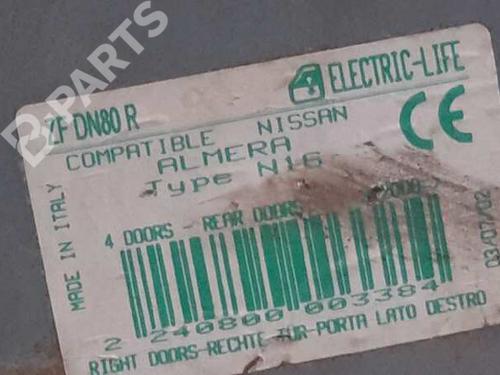 B-PARTS
ELECTRIC-LIFE
ZF DN80 R
COMPATIBLE NISSAN
ALMERA
Type N16
CE
MADE IN ITALY
4 DOORS - REAR DOORS
03/07/02
2 240800 003384
RIGHT DOORS-RECHTE TUR-PORTA LATO DESTRO